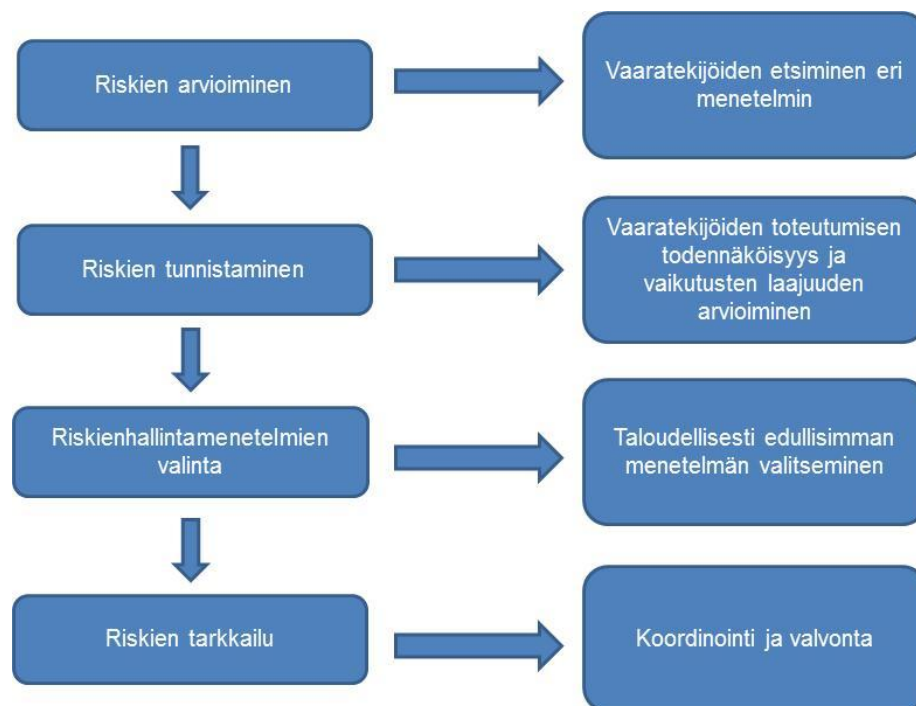 Riskien arvioiminen
Vaaratekijöiden etsiminen eri
menetelmin
Riskien tunnistaminen
Vaaratekijöiden toteutumisen
todennäköisyys ja
vaikutusten laajuuden
arvioiminen
Riskienhallintamenetelmien
valinta
Taloudellisesti edullisimman
menetelmän valitseminen
Riskien tarkkailu
Koordinointi ja valvonta